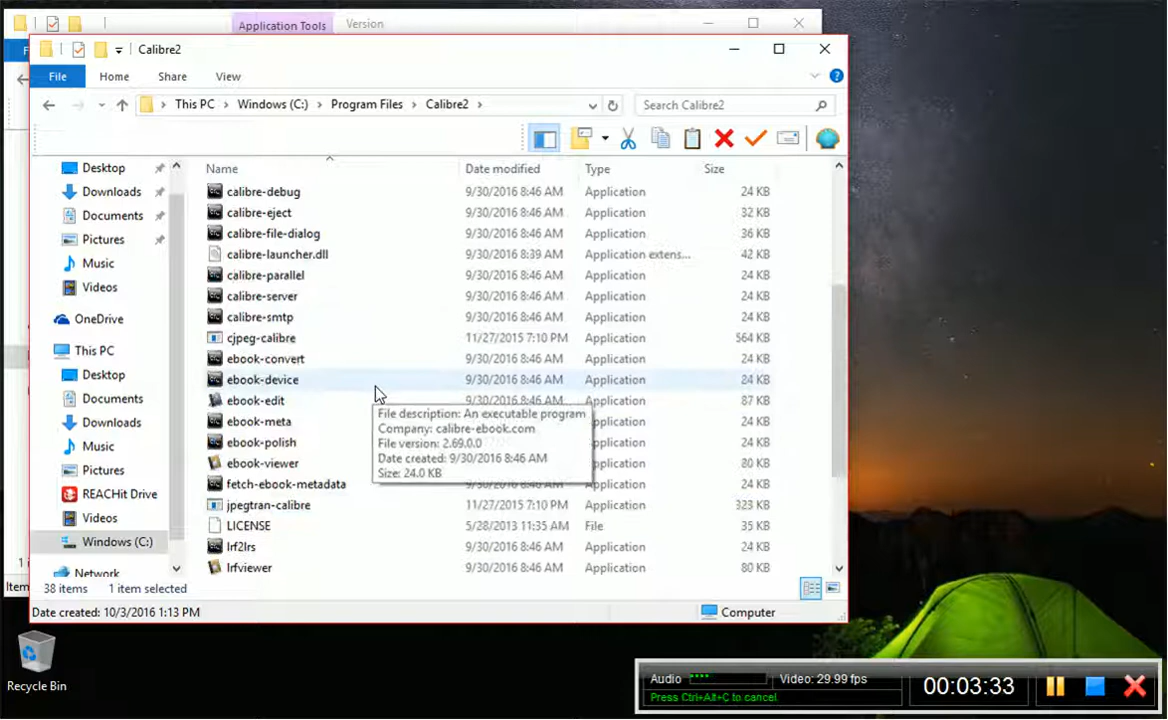 Application Tools Version
Calibre2
File Home Share View
This PC > Windows (C:) > Program Files > Calibre2 >
Search Calibre2
Name Date modified Type Size
calibre-debug 9/30/2016 8:46 AM Application 24 KB
calibre-eject 9/30/2016 8:46 AM Application 32 KB
calibre-file-dialog 9/30/2016 8:46 AM Application 36 KB
calibre-launcher.dll 9/30/2016 8:39 AM Application extens... 42 KB
calibre-parallel 9/30/2016 8:46 AM Application 24 KB
calibre-server 9/30/2016 8:46 AM Application 24 KB
calibre-smtp 9/30/2016 8:46 AM Application 24 KB
cjpeg-calibre 11/27/2015 7:10 PM Application 564 KB
ebook-convert 9/30/2016 8:46 AM Application 24 KB
ebook-device 9/30/2016 8:46 AM Application 24 KB
ebook-edit 9/30/2016 8:46 AM Application 87 KB
ebook-meta pplication 24 KB
ebook-polish pplication 24 KB
ebook-viewer pplication 80 KB
fetch-ebook-metadata 9/30/2016 8:46 AM Application 24 KB
jpegtran-calibre 11/27/2015 7:10 PM Application 323 KB
LICENSE 5/28/2013 11:35 AM File 35 KB
lrf2lrs 9/30/2016 8:46 AM Application 24 KB
lrfviewer 9/30/2016 8:46 AM Application 80 KB
File description: An executable program
Company: calibre-ebook.com
File version: 2.69.0.0
Date created: 9/30/2016 8:46 AM
Size: 24.0 KB
Desktop
Downloads
Documents
Pictures
Music
Videos
OneDrive
This PC
Desktop
Documents
Downloads
Music
Pictures
REACHit Drive
Videos
Windows (C:)
Network
38 items 1 item selected
Date created: 10/3/2016 1:13 PM
Computer
Recycle Bin
Audio
Video: 29.99 fps
Press Ctrl+Alt+C to cancel
00:03:33